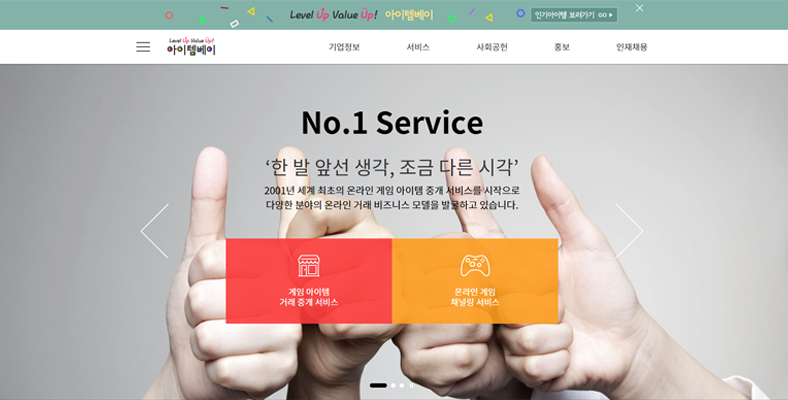 Level Up Value Up! 아이템베이
인기아이템 보러가기 GO
Level Up Value Up!
아이템베이
기업정보 서비스 사회공헌 홍보 인재채용
No.1 Service
‘한 발 앞선 생각, 조금 다른 시각’
2001년 세계 최초의 온라인 게임 아이템 중개 서비스를 시작으로
다양한 분야의 온라인 거래 비즈니스 모델을 발굴하고 있습니다.
게임 아이템
거래 중개 서비스
온라인 게임
채널링 서비스